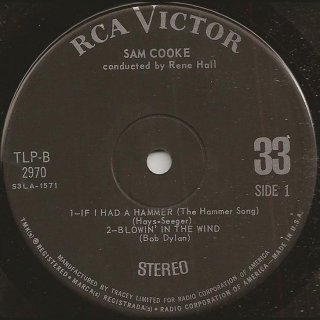 RCA VICTOR
SAM COOKE
conducted by Rene Hall
TLP-B
2970
S3LA-1571
33
SIDE 1
1–IF I HAD A HAMMER (The Hammer Song)
(Hays-Seeger)
2–BLOWIN' IN THE WIND
(Bob Dylan)
STEREO
TMK(s) ® MARCA(s) REGISTRADA(s) • RADIO CORPORATION OF AMERICA. MADE IN U.S.A.
MANUFACTURED BY TRACEY LIMITED FOR RADIO CORPORATION OF AMERICA